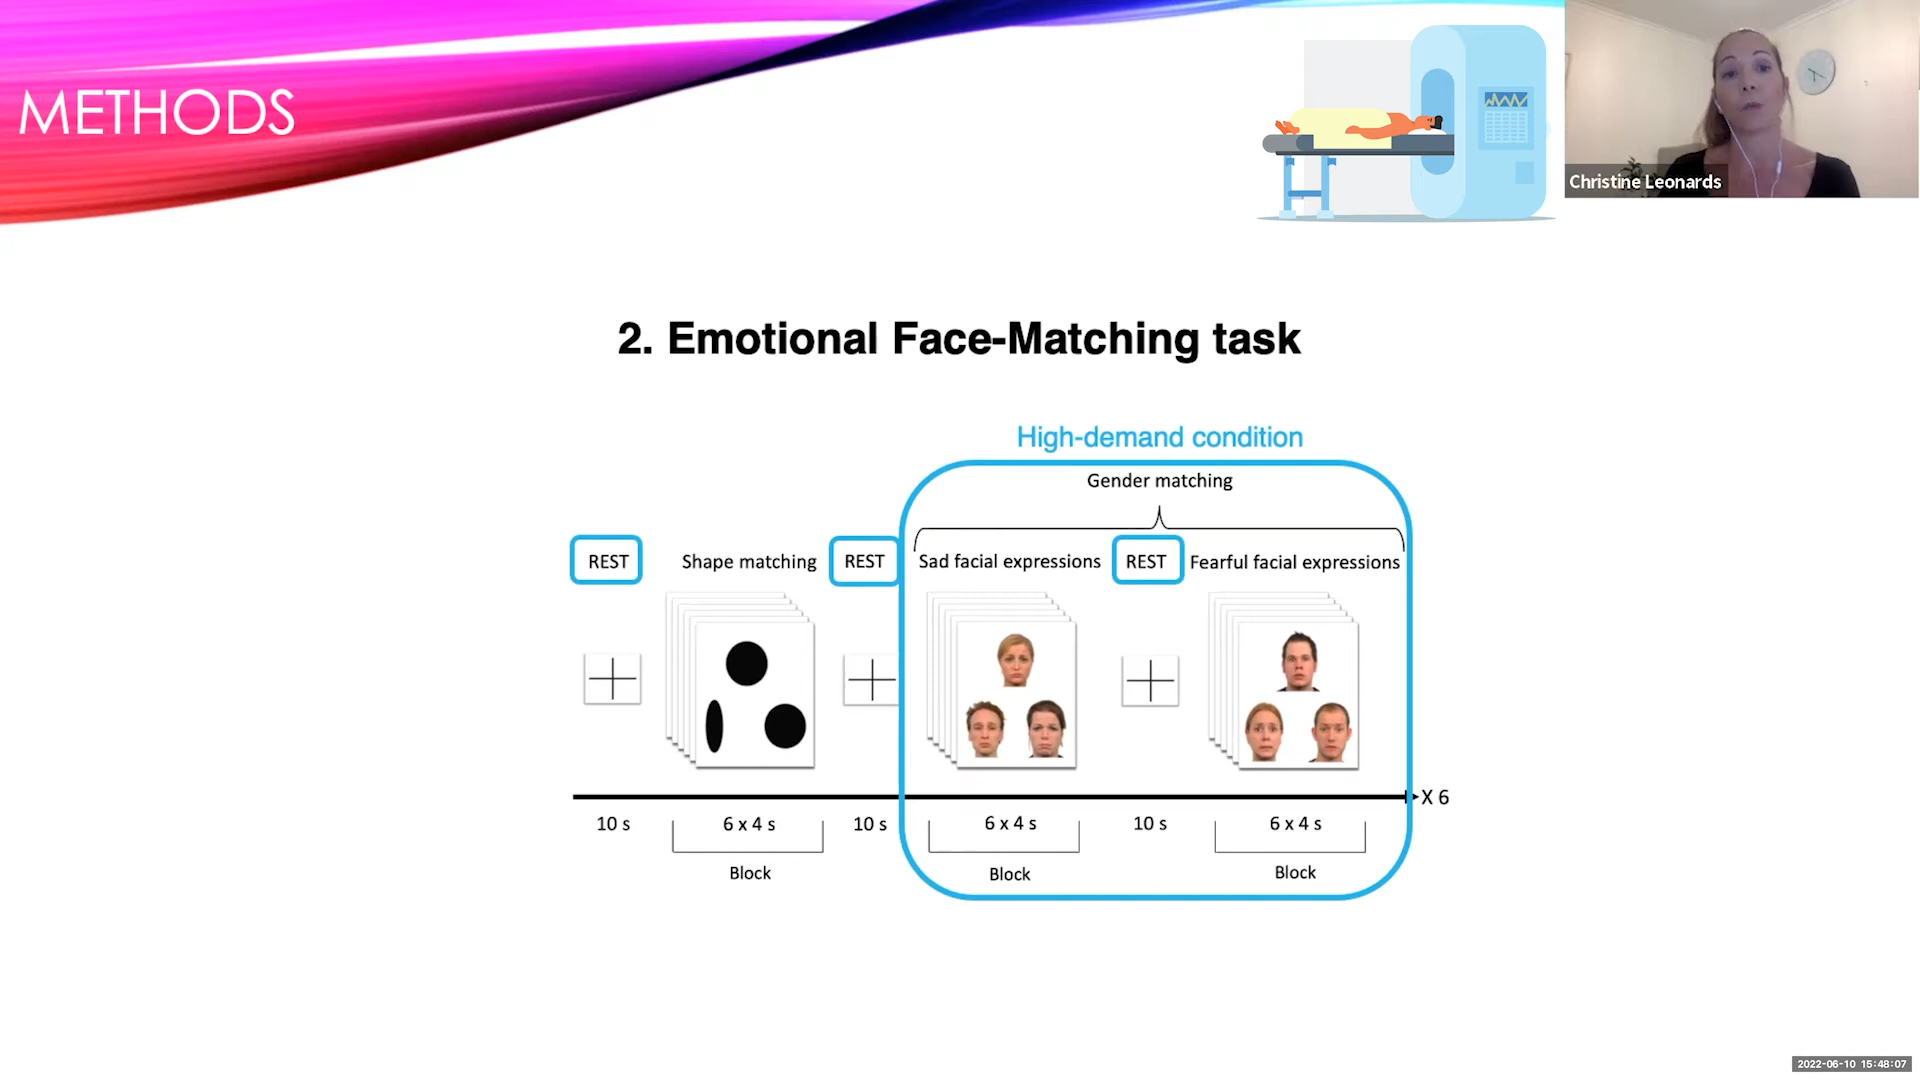 METHODS
Christine Leonards
2. Emotional Face-Matching task
High-demand condition
Gender matching
REST
Shape matching
REST
Sad facial expressions
REST
Fearful facial expressions
X 6
10 s
6 x 4 s
10 s
6 x 4 s
10 s
6 x 4 s
Block
Block
Block
2022-06-10 15:48:07